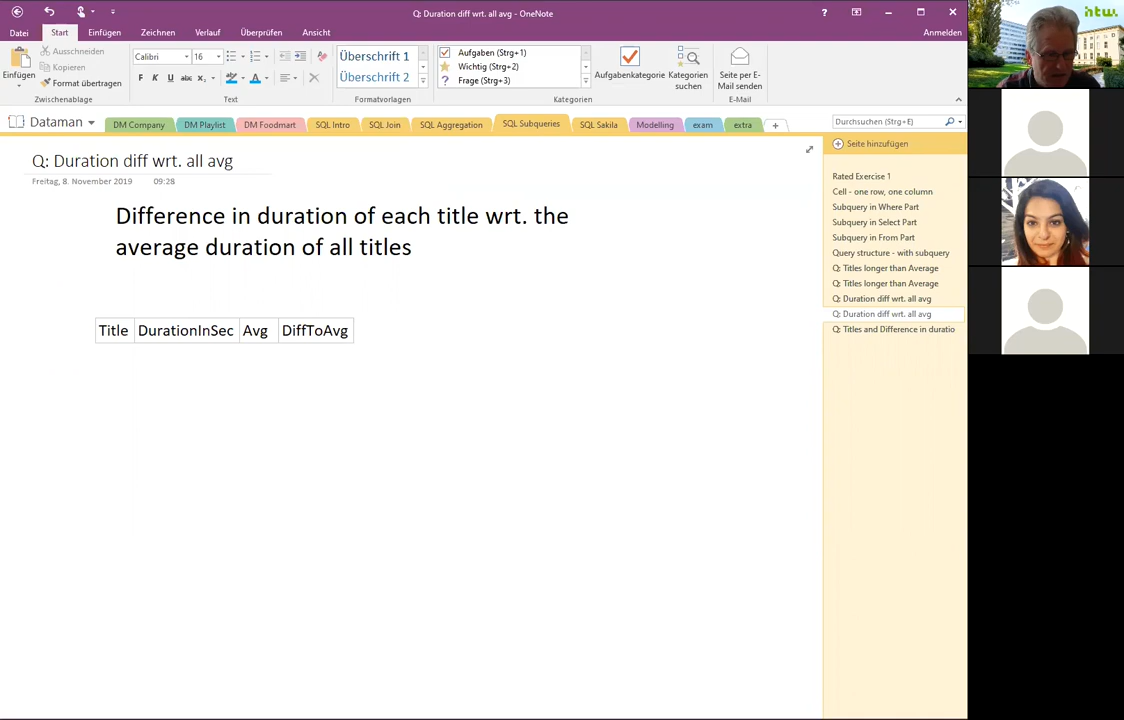 Q: Duration diff wrt. all avg - OneNote
?
htw.
Datei Start Einfügen Zeichnen Verlauf Überprüfen Ansicht Anmelden
Einfügen
Ausschneiden
Kopieren
Format übertragen
Zwischenablage
Calibri 16
F K U abc x₂ A
Text
Überschrift 1
Überschrift 2
Formatvorlagen
Aufgaben (Strg+1)
Wichtig (Strg+2)
? Frage (Strg+3)
Aufgabenkategorie
Kategorien suchen
Kategorien
Seite per E-
Mail senden
E-Mail
Dataman
DM Company DM Playlist DM Foodmart SQL Intro SQL Join SQL Aggregation SQL Subqueries SQL Sakila Modelling exam extra +
Durchsuchen (Strg+E)
Q: Duration diff wrt. all avg
Freitag, 8. November 2019 09:28
Difference in duration of each title wrt. the
average duration of all titles
Title DurationInSec Avg DiffToAvg
Seite hinzufügen
Rated Exercise 1
Cell - one row, one column
Subquery in Where Part
Subquery in Select Part
Subquery in From Part
Query structure - with subquery
Q: Titles longer than Average
Q: Titles longer than Average
Q: Duration diff wrt. all avg
Q: Duration diff wrt. all avg
Q: Titles and Difference in duratio